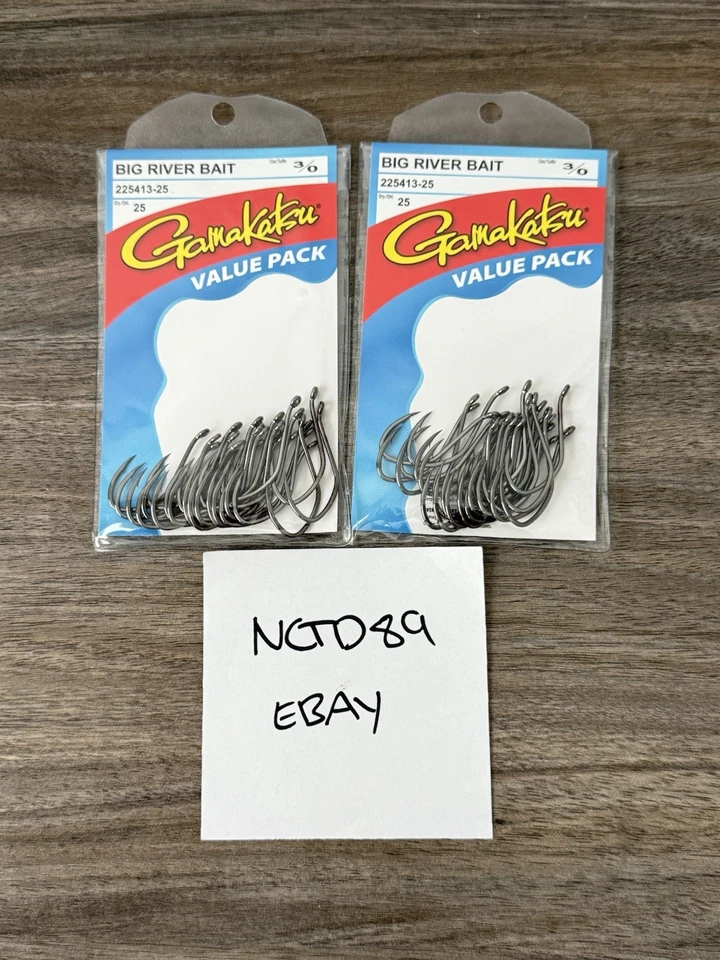 BIG RIVER BAIT 3/0
225413-25
25
Gamakatsu®
VALUE PACK
BIG RIVER BAIT 3/0
225413-25
25
Gamakatsu®
VALUE PACK
NCTD89
EBAY